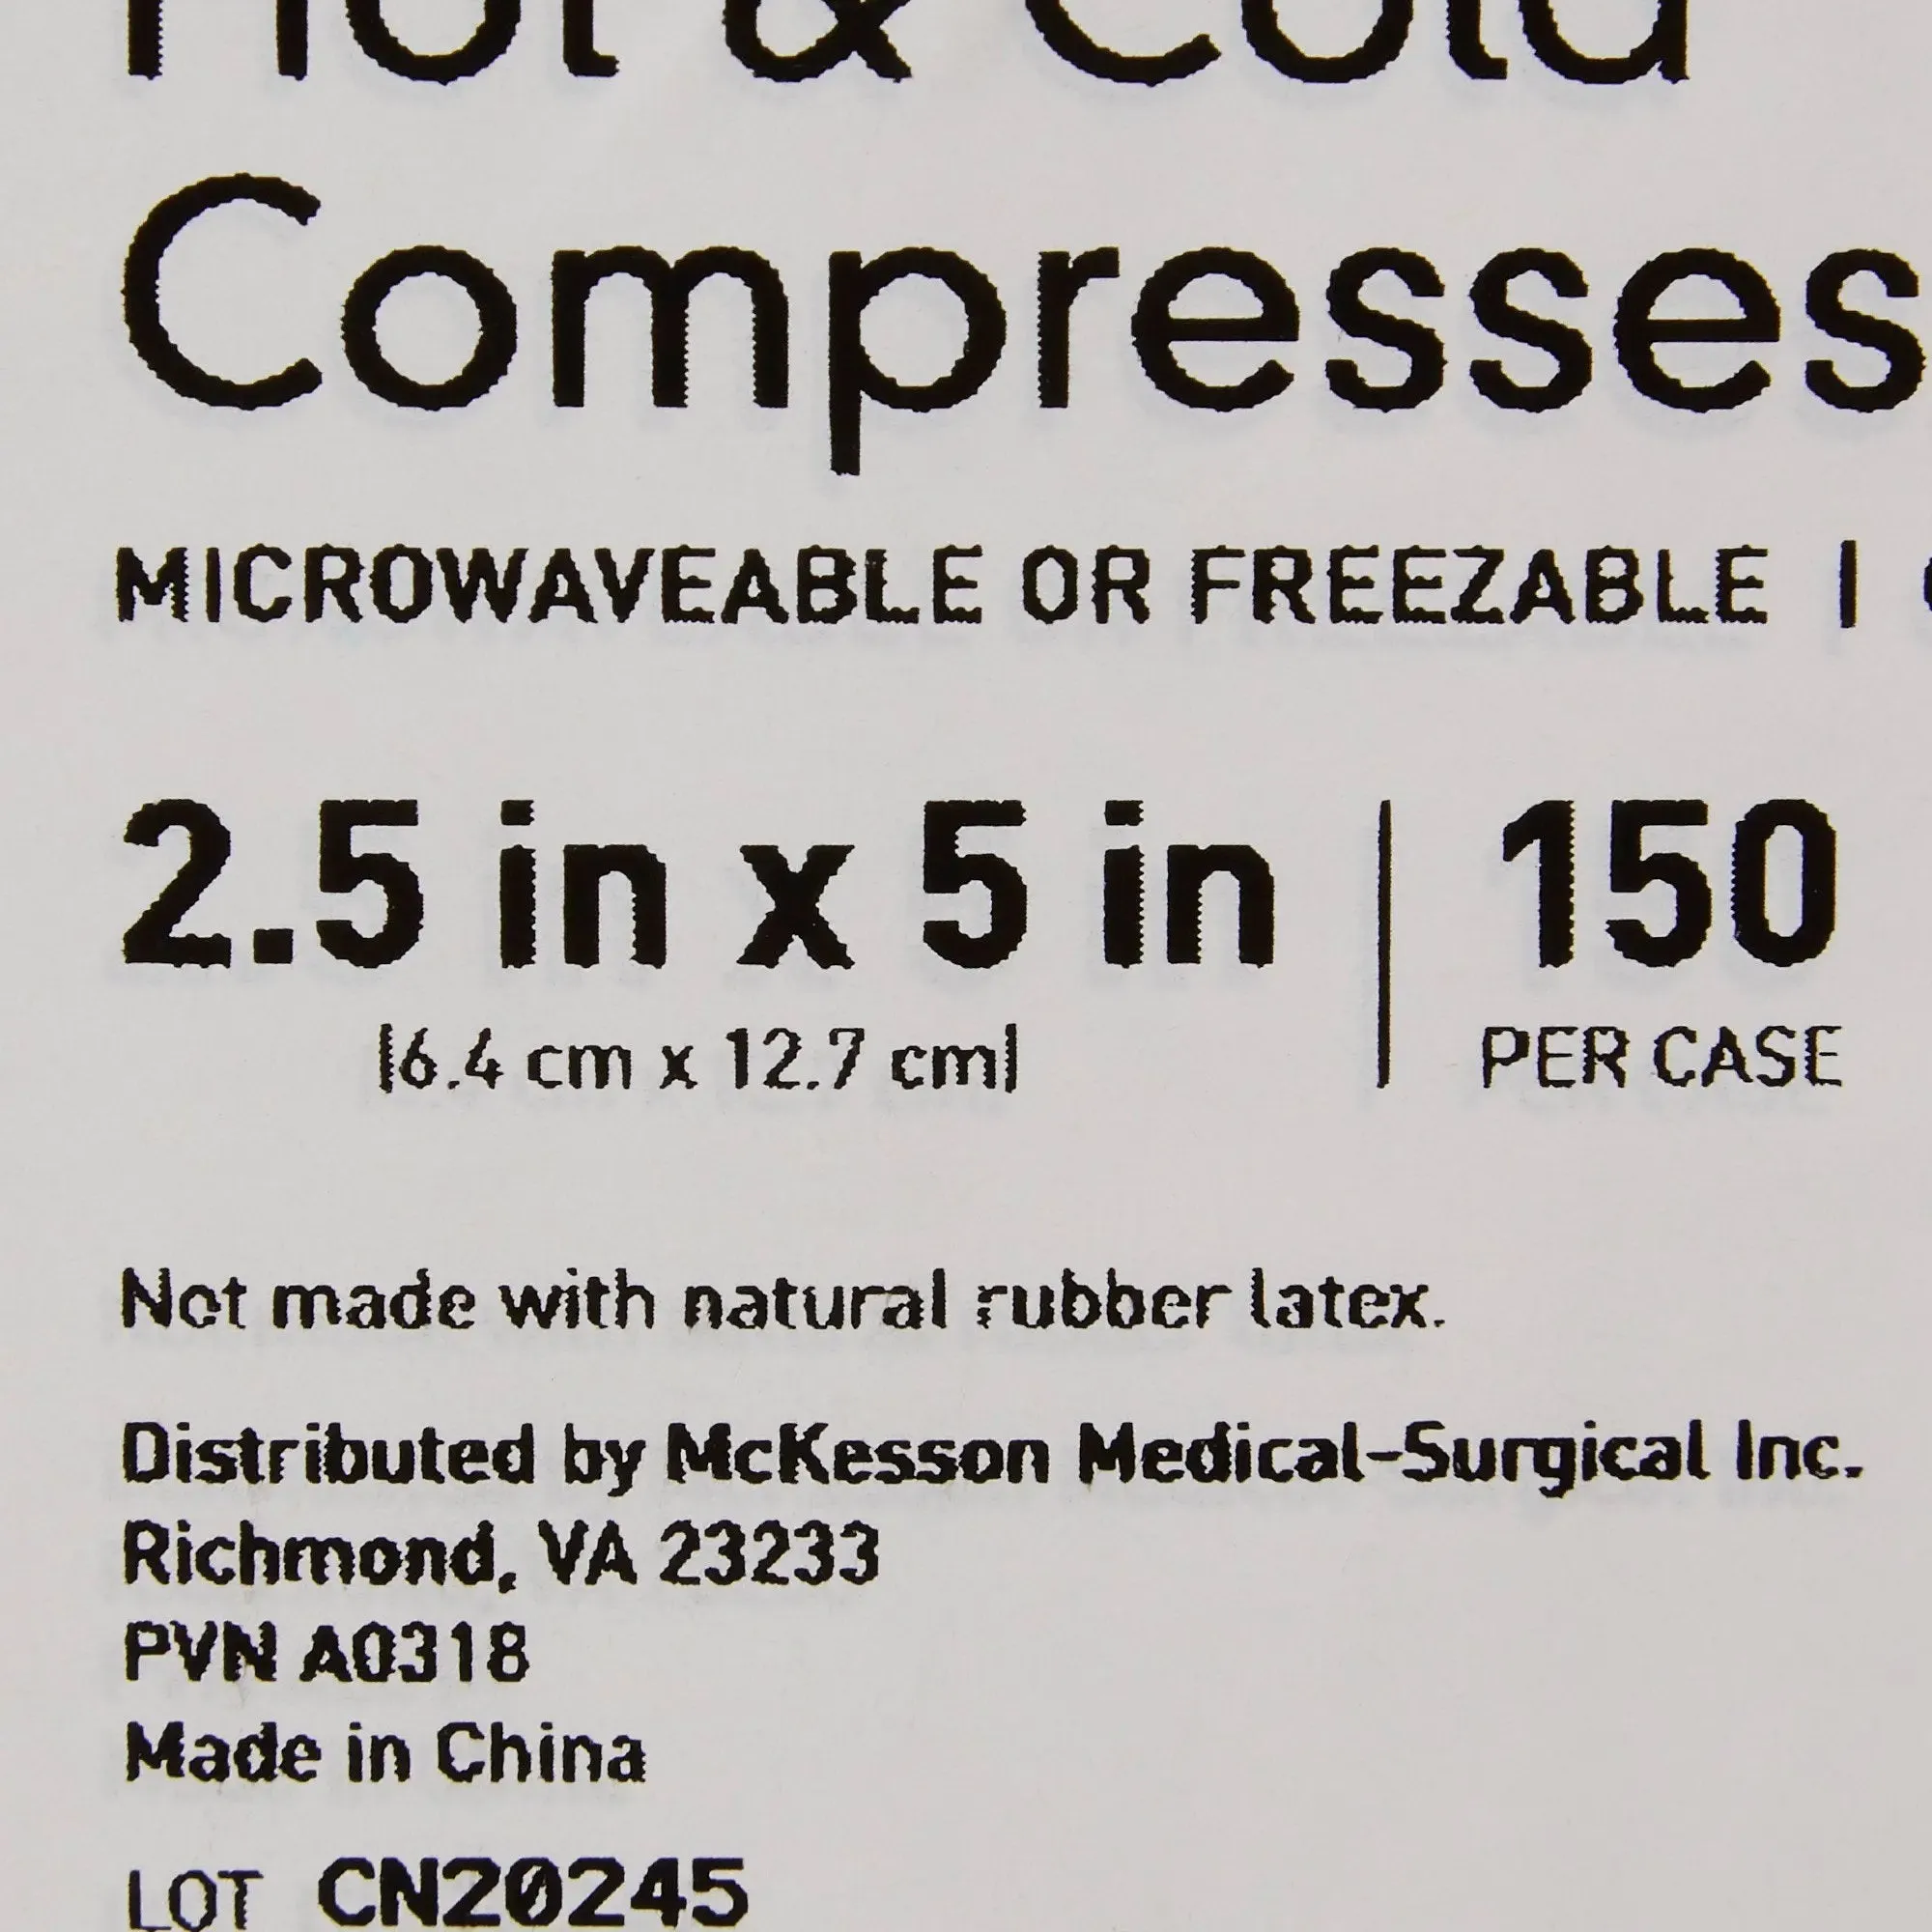 Hot & Cold
Compresses
MICROWAVEABLE OR FREEZABLE |
2.5 in x 5 in | 150
(6.4 cm x 12.7 cm) PER CASE
Not made with natural rubber latex.
Distributed by McKesson Medical-Surgical Inc.
Richmond, VA 23233
PVN A0318
Made in China
LOT CN20245